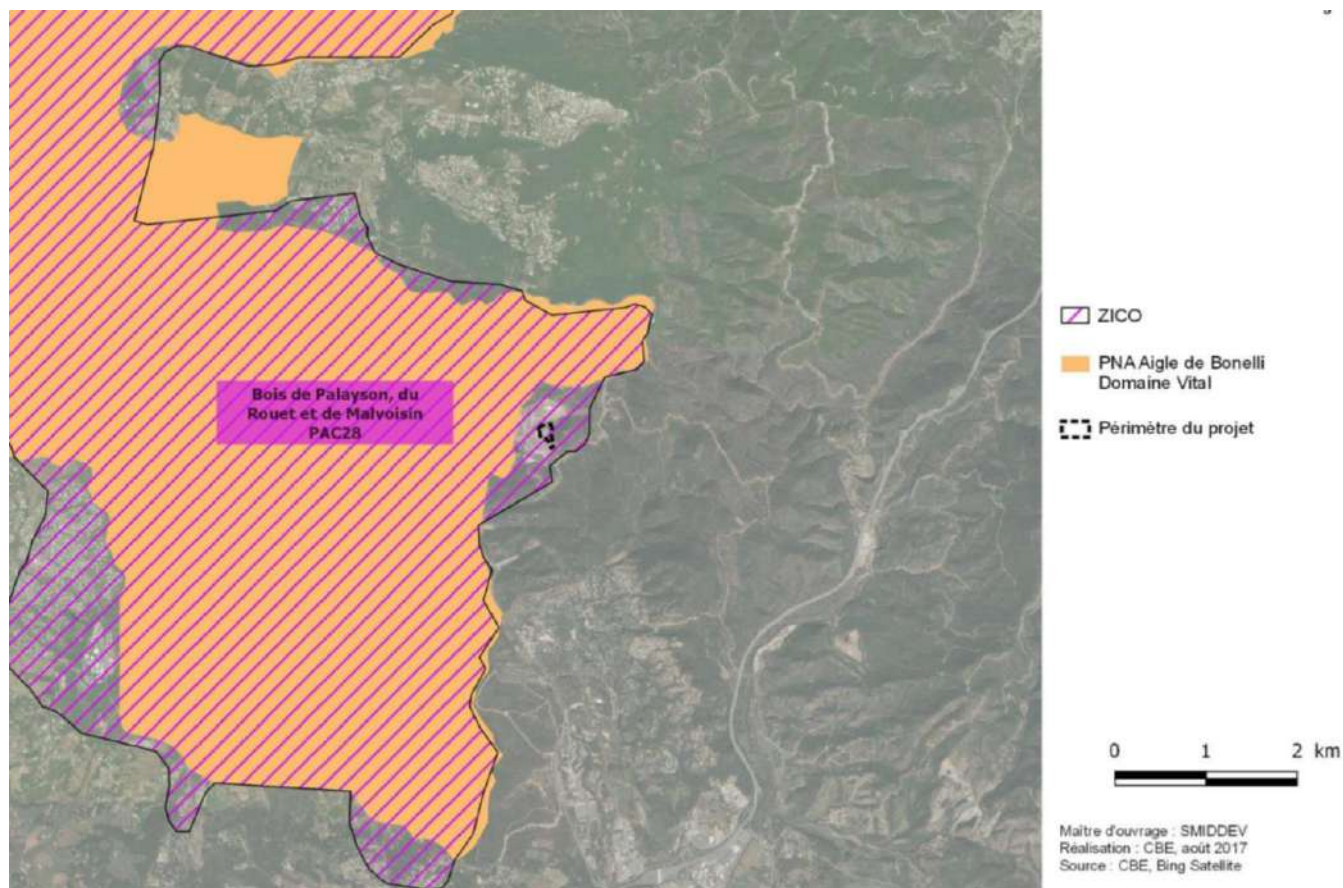 Bois de Palayson, du
Rouet et de Malvoisin
PAC28
ZICO
PNA Aigle de Bonelli
Domaine Vital
Périmètre du projet
0 1 2 km
Maître d'ouvrage : SMIDDEV
Réalisation : CBE, août 2017
Source : CBE, Bing Satellite